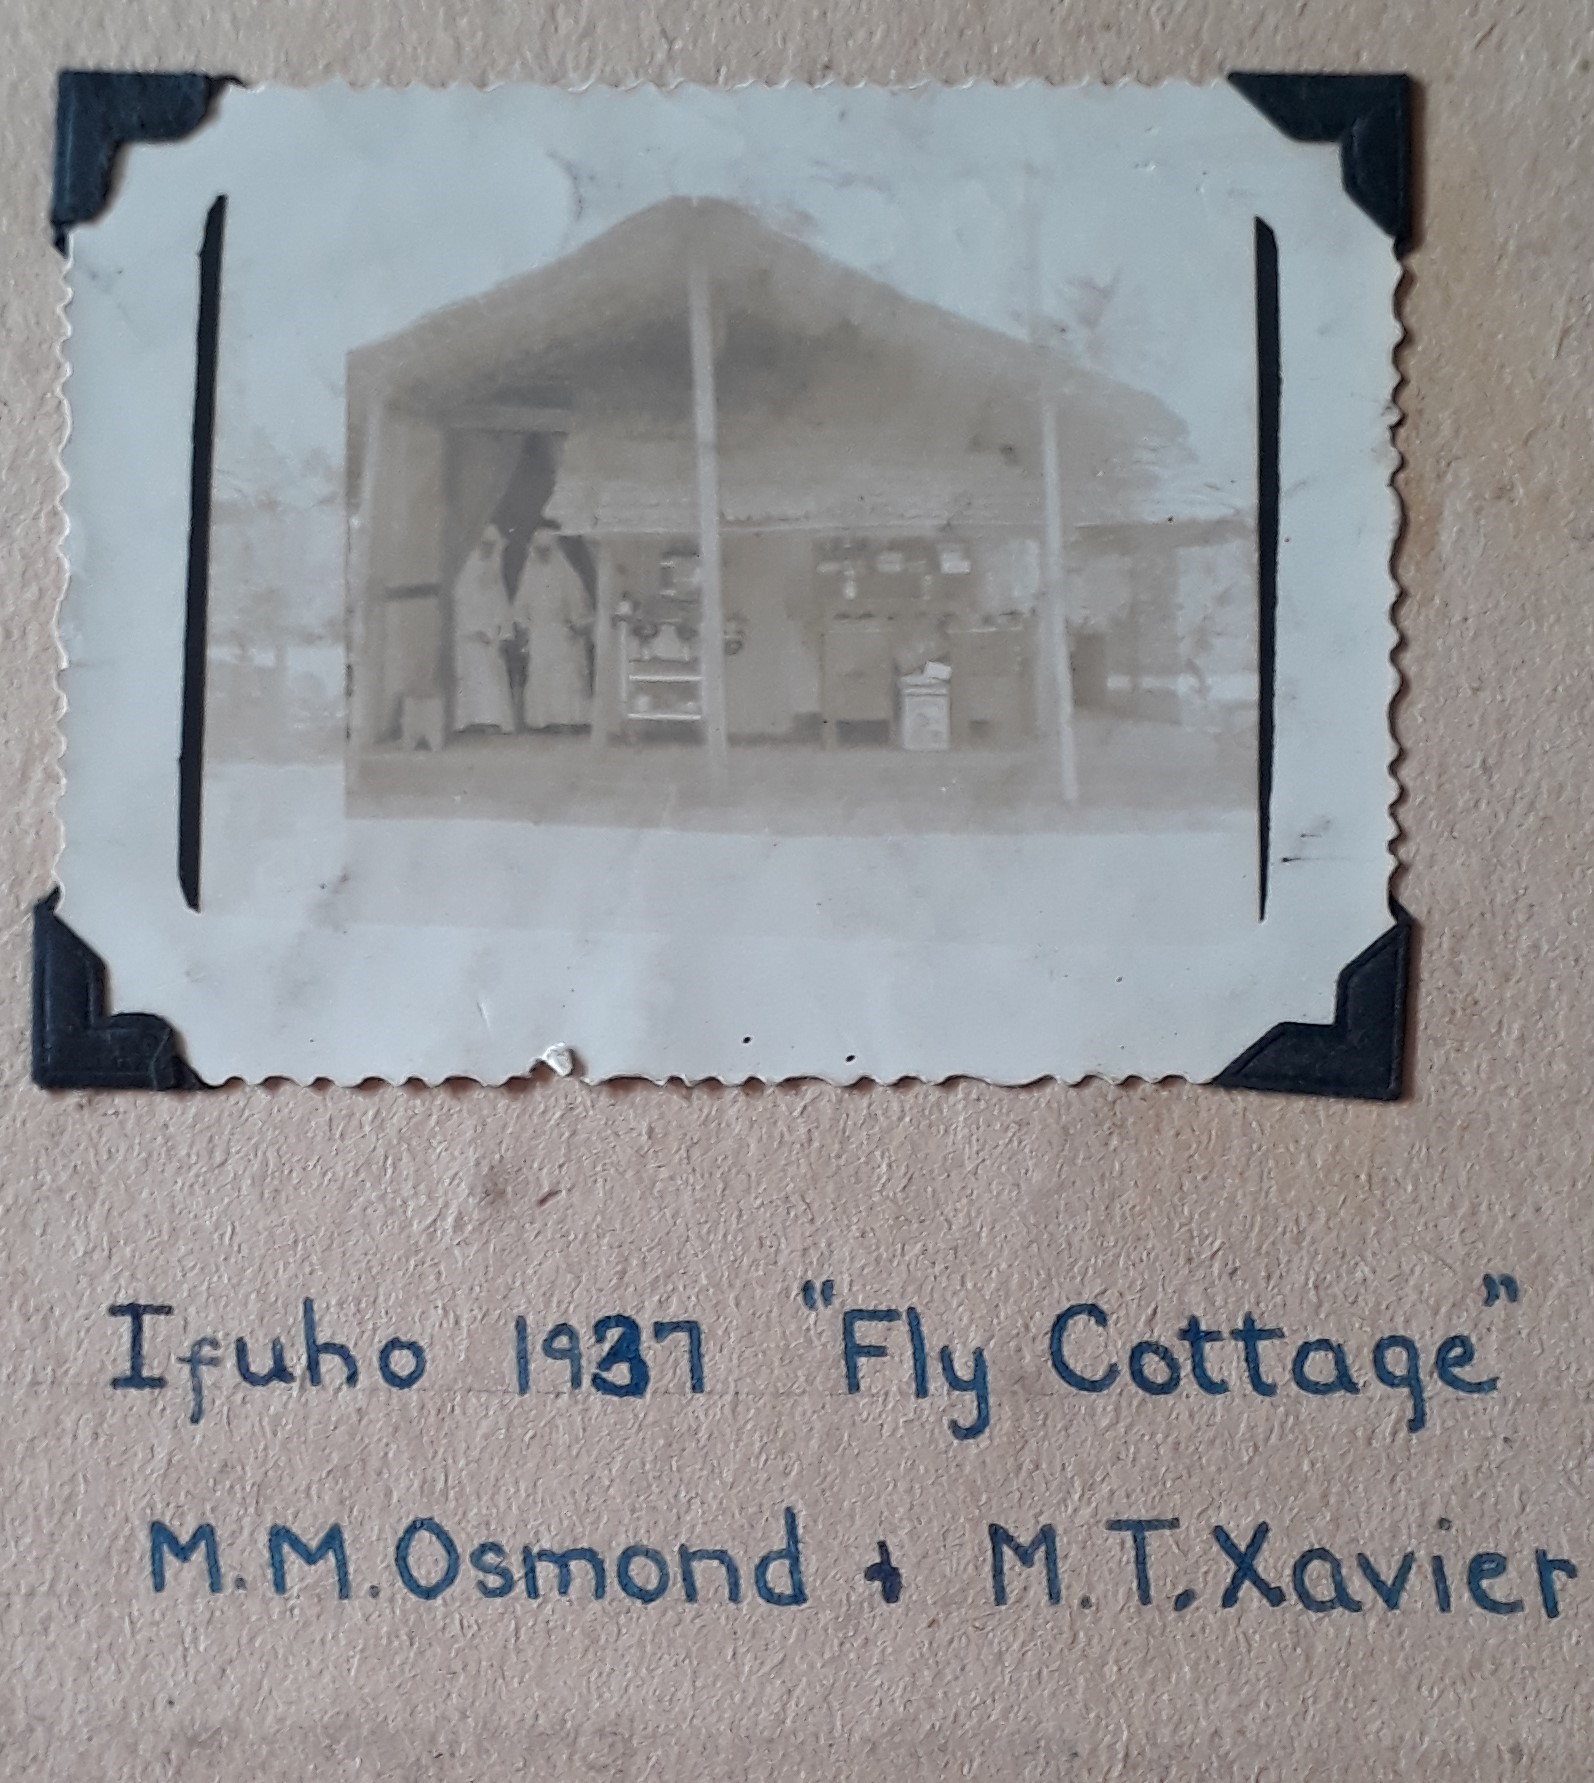 Ifuho 1937 "Fly Cottage"
M.M.Osmond & M.T.Xavier